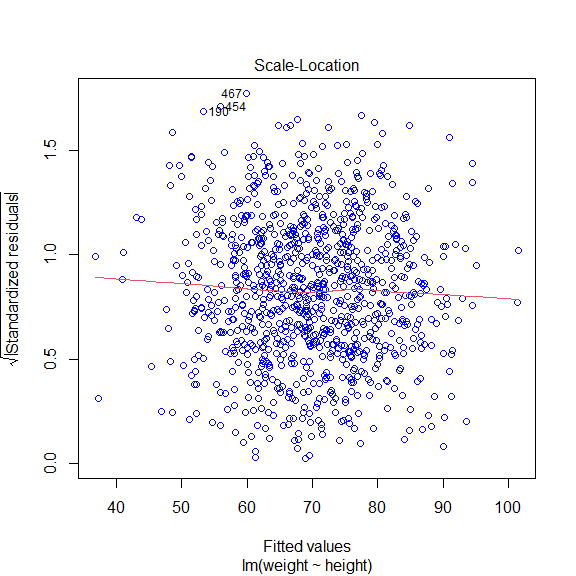 Scale-Location
467
454
190
√|Standardized residuals|
1.5
1.0
0.5
0.0
40 50 60 70 80 90 100
Fitted values
lm(weight ~ height)